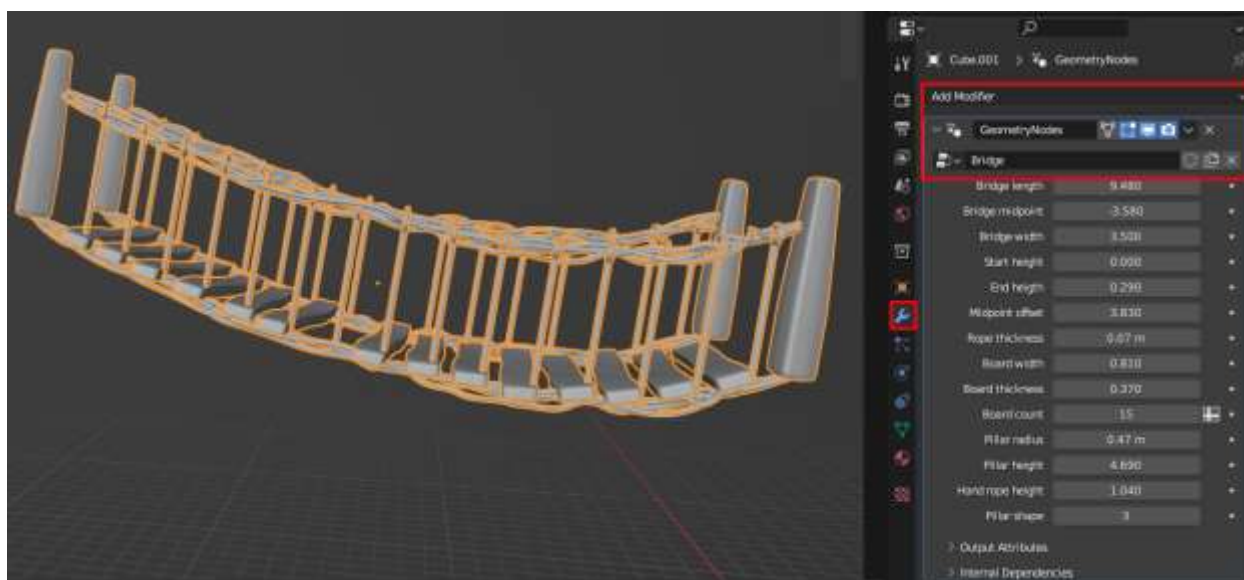 Cube.001 > GeometryNodes
Add Modifier
GeometryNodes
Bridge
Bridge length 9.480
Bridge midpoint -3.580
Bridge width 3.500
Start height 0.000
End heigth 0.290
Midpoint offset 3.830
Rope thickness 0.07 m
Board width 0.810
Board thickness 0.370
Board count 15
Pillar radius 0.47 m
Pillar height 4.690
Hand rope height 1.040
Pillar shape 3
> Output Attributes
> Internal Dependencies